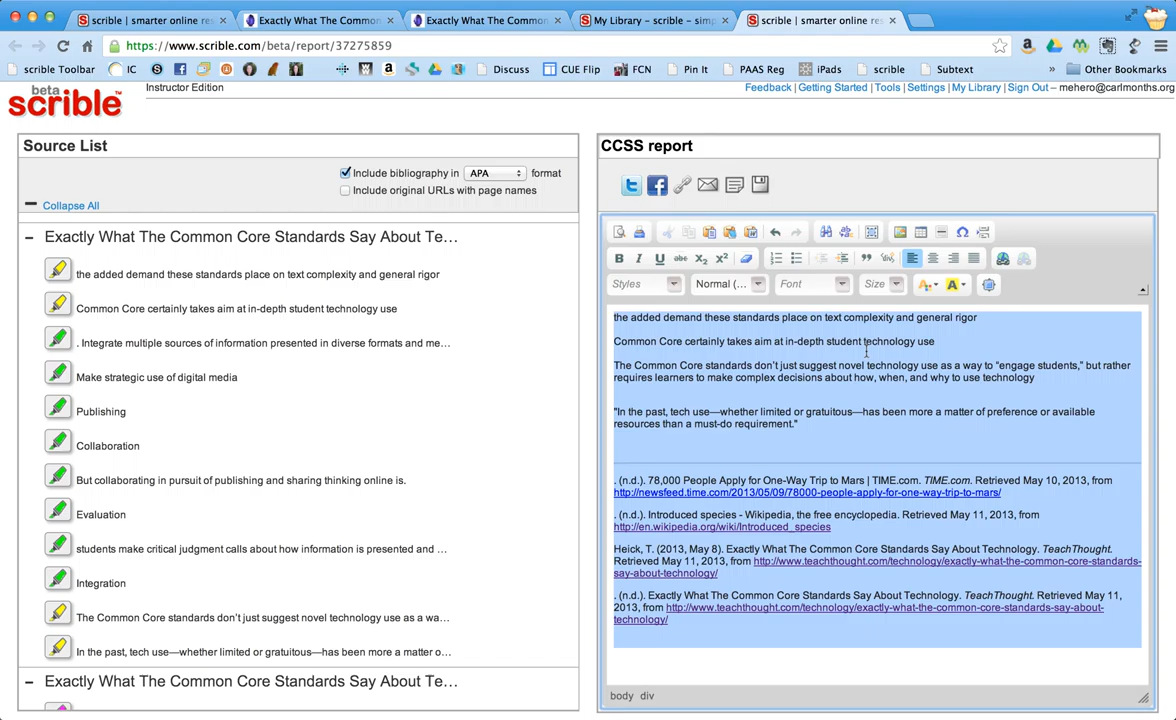 scrible | smarter online res
Exactly What The Common
Exactly What The Common
My Library – scrible – simp
scrible | smarter online res
https://www.scrible.com/beta/report/37275859
scrible Toolbar
IC
Discuss
CUE Flip
FCN
Pin It
PAAS Reg
iPads
scrible
Subtext
»
Other Bookmarks
beta
scrible™
Instructor Edition
Feedback | Getting Started | Tools | Settings | My Library | Sign Out – mehero@carlmonths.org
Source List
Include bibliography in APA format
Include original URLs with page names
Collapse All
Exactly What The Common Core Standards Say About Te…
the added demand these standards place on text complexity and general rigor
Common Core certainly takes aim at in-depth student technology use
. Integrate multiple sources of information presented in diverse formats and me…
Make strategic use of digital media
Publishing
Collaboration
But collaborating in pursuit of publishing and sharing thinking online is.
Evaluation
students make critical judgment calls about how information is presented and …
Integration
The Common Core standards don’t just suggest novel technology use as a wa…
In the past, tech use—whether limited or gratuitous—has been more a matter o…
Exactly What The Common Core Standards Say About Te…
CCSS report
Styles
Normal (...
Font
Size
the added demand these standards place on text complexity and general rigor
Common Core certainly takes aim at in-depth student technology use
The Common Core standards don’t just suggest novel technology use as a way to “engage students,” but rather
requires learners to make complex decisions about how, when, and why to use technology
"In the past, tech use—whether limited or gratuitous—has been more a matter of preference or available
resources than a must-do requirement."
. (n.d.). 78,000 People Apply for One-Way Trip to Mars | TIME.com. TIME.com. Retrieved May 10, 2013, from
http://newsfeed.time.com/2013/05/09/78000-people-apply-for-one-way-trip-to-mars/
. (n.d.). Introduced species - Wikipedia, the free encyclopedia. Retrieved May 11, 2013, from
http://en.wikipedia.org/wiki/Introduced_species
Heick, T. (2013, May 8). Exactly What The Common Core Standards Say About Technology. TeachThought.
Retrieved May 11, 2013, from http://www.teachthought.com/technology/exactly-what-the-common-core-standards-
say-about-technology/
. (n.d.). Exactly What The Common Core Standards Say About Technology. TeachThought. Retrieved May 11,
2013, from http://www.teachthought.com/technology/exactly-what-the-common-core-standards-say-about-
technology/
body div